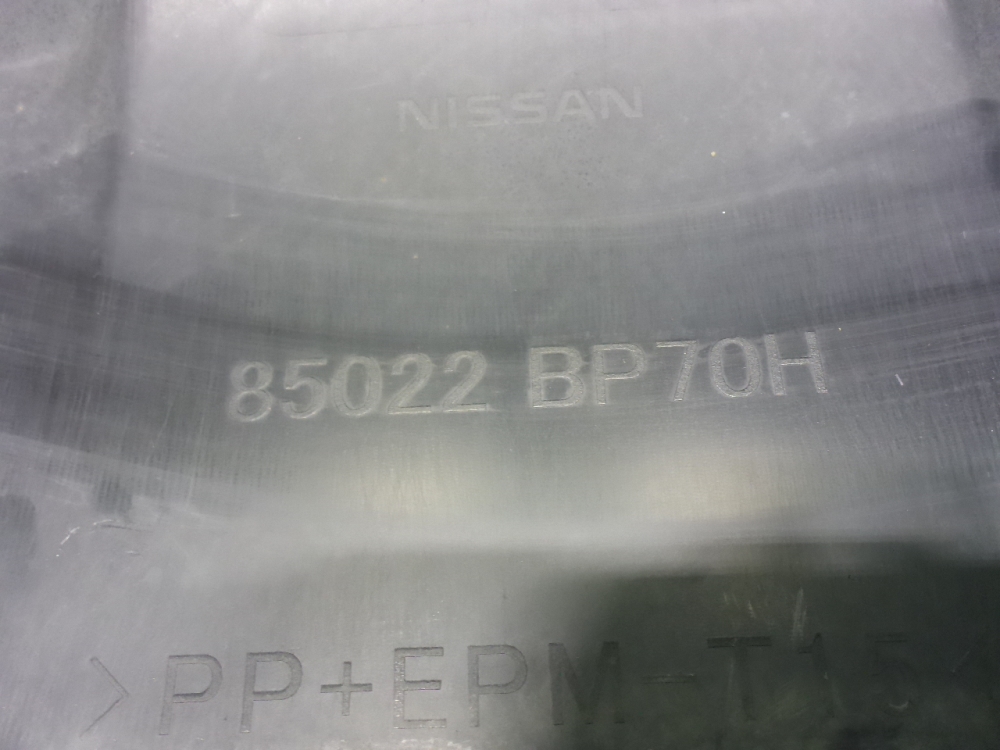 NISSAN
85022 BP70H
>PP+EPM-T15<